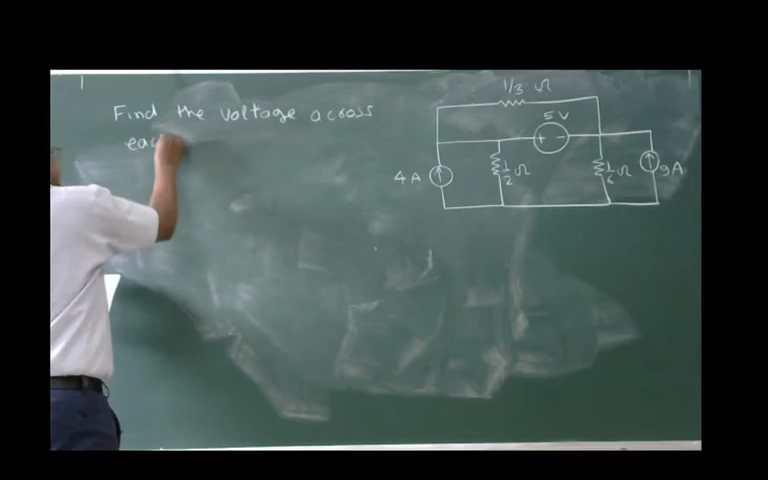 Find the voltage across
eac
1/3 Ω
5 V
+ -
4 A
1/2 Ω
1/6 Ω
9 A